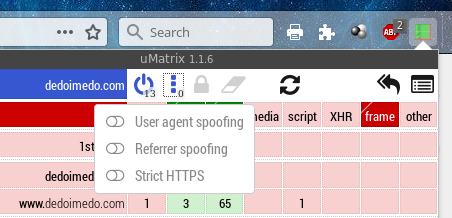 Search
2
uMatrix 1.1.6
dedoimedo.com
13
0
media script XHR frame other
User agent spoofing
1st
Referrer spoofing
dedoimedo
Strict HTTPS
www.dedoimedo.com 1 3 65 1